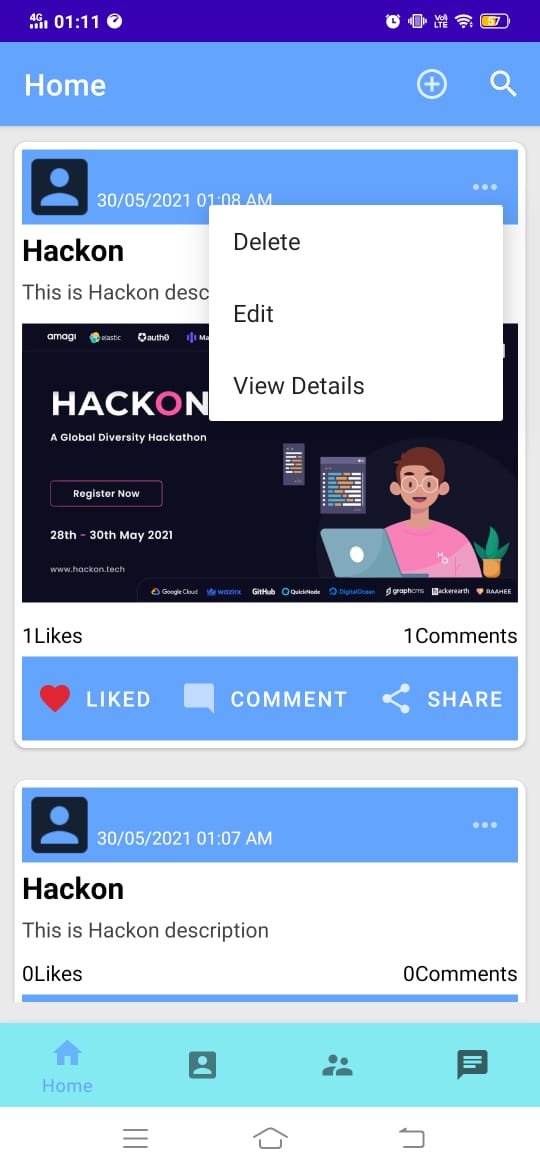 4G 01:11 Vo) LTE 57
Home
30/05/2021 01:08 AM
Hackon
Delete
This is Hackon desc
Edit
amagi elastic auth0 Ma
View Details
HACKON
A Global Diversity Hackathon
Register Now
28th - 30th May 2021
www.hackon.tech
Google Cloud wazirx GitHub QuickNode DigitalOcean graphcms hackerearth RAAHEE
1Likes 1Comments
LIKED COMMENT SHARE
30/05/2021 01:07 AM
Hackon
This is Hackon description
0Likes 0Comments
Home